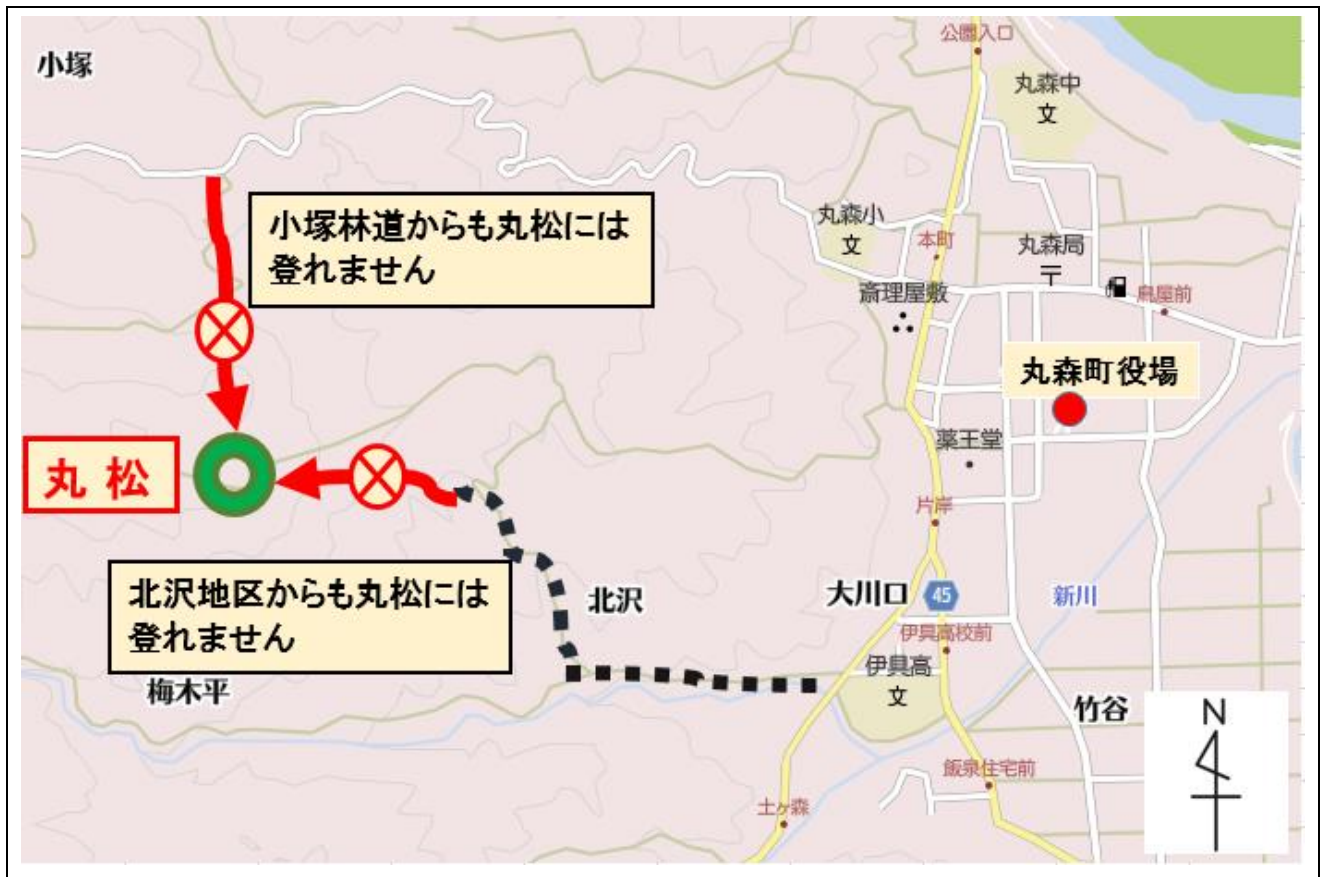 小塚
公園入口
丸森中
文
小塚林道からも丸松には
登れません
丸森小
文
本町
丸森局
〒
斎理屋敷
鳥屋前
丸森町役場
薬王堂
丸 松
片岸
北沢地区からも丸松には
登れません
北沢
大川口
45
新川
伊具高校前
伊具高
文
梅木平
竹谷
N
飯泉住宅前
土ヶ森